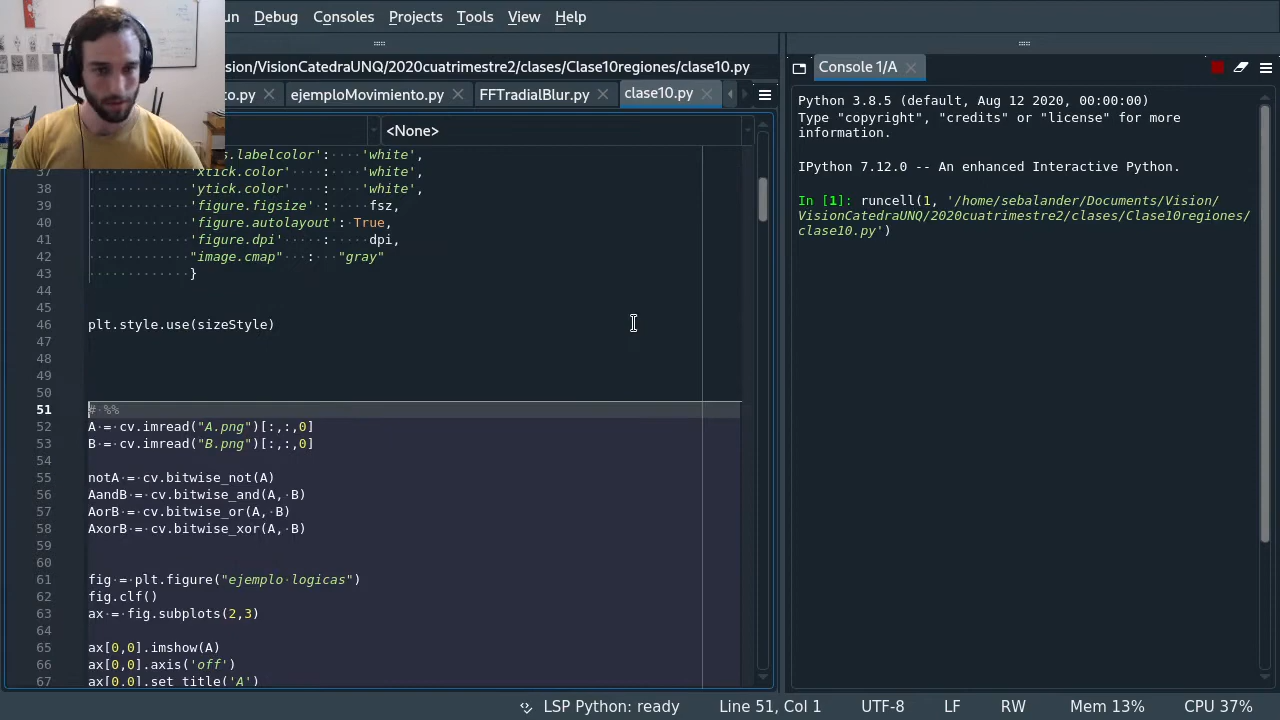 un Debug Consoles Projects Tools View Help
sion/VisionCatedraUNQ/2020cuatrimestre2/clases/Clase10regiones/clase10.py
to.py ejemploMovimiento.py FFTradialBlur.py clase10.py
<None>
s.labelcolor': 'white',
37 'xtick.color' : 'white',
38 'ytick.color' : 'white',
39 'figure.figsize' : fsz,
40 'figure.autolayout': True,
41 'figure.dpi' : dpi,
42 "image.cmap" : "gray"
43 }
44
45
46 plt.style.use(sizeStyle)
47
48
49
50
51 # %%
52 A = cv.imread("A.png")[:,:,0]
53 B = cv.imread("B.png")[:,:,0]
54
55 notA = cv.bitwise_not(A)
56 AandB = cv.bitwise_and(A, B)
57 AorB = cv.bitwise_or(A, B)
58 AxorB = cv.bitwise_xor(A, B)
59
60
61 fig = plt.figure("ejemplo logicas")
62 fig.clf()
63 ax = fig.subplots(2,3)
64
65 ax[0,0].imshow(A)
66 ax[0,0].axis('off')
67 ax[0,0].set_title('A')
Console 1/A
Python 3.8.5 (default, Aug 12 2020, 00:00:00)
Type "copyright", "credits" or "license" for more
information.
IPython 7.12.0 -- An enhanced Interactive Python.
In [1]: runcell(1, '/home/sebalander/Documents/Vision/
VisionCatedraUNQ/2020cuatrimestre2/clases/Clase10regiones/
clase10.py')
LSP Python: ready Line 51, Col 1 UTF-8 LF RW Mem 13% CPU 37%